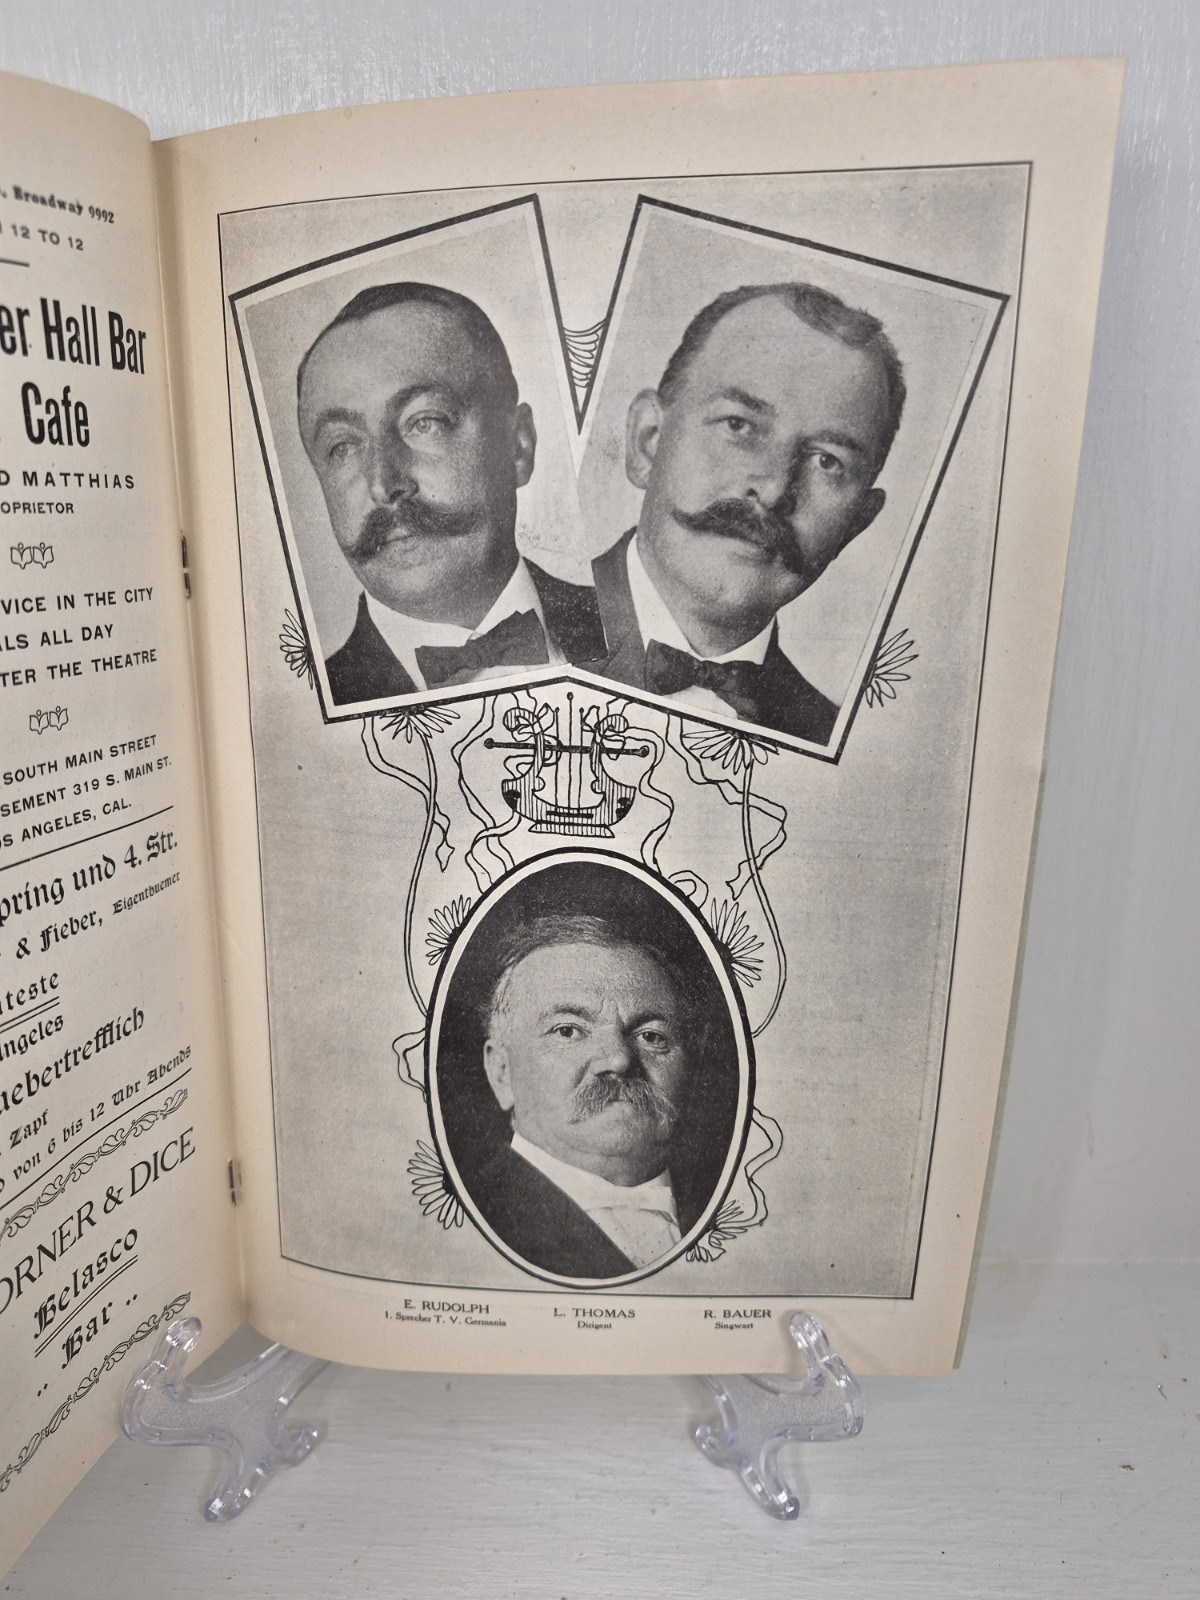 Broadway 9992
12 TO 12
Hall Bar
Cafe
MATTHIAS
OPRIETOR
VICE IN THE CITY
ALS ALL DAY
TER THE THEATRE
SOUTH MAIN STREET
SEMENT 319 S. MAIN ST.
OS ANGELES, CAL.
pring und 4. Str.
& Fieber, Eigenthuemer
teste
ngeles
uebertrefflich
Zapf
von 6 bis 12 Uhr Abends
ORNER & DICE
Belasco
.. Bar ..
E. RUDOLPH
1. Sprecher T. V. Germania
L. THOMAS
Dirigent
R. BAUER
Singwart